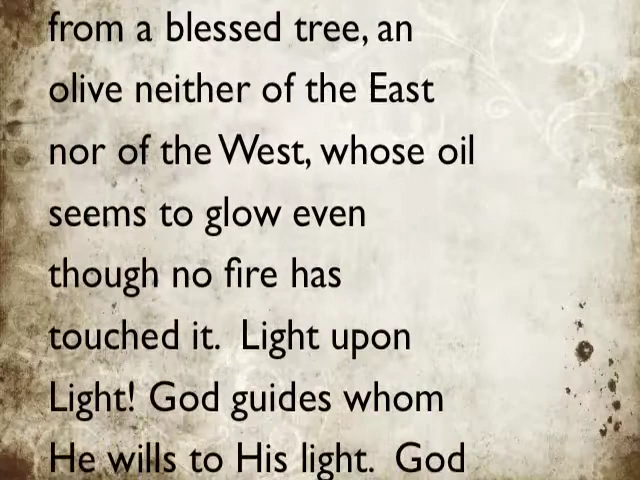 from a blessed tree, an
olive neither of the East
nor of the West, whose oil
seems to glow even
though no fire has
touched it.  Light upon
Light! God guides whom
He wills to His light.  God